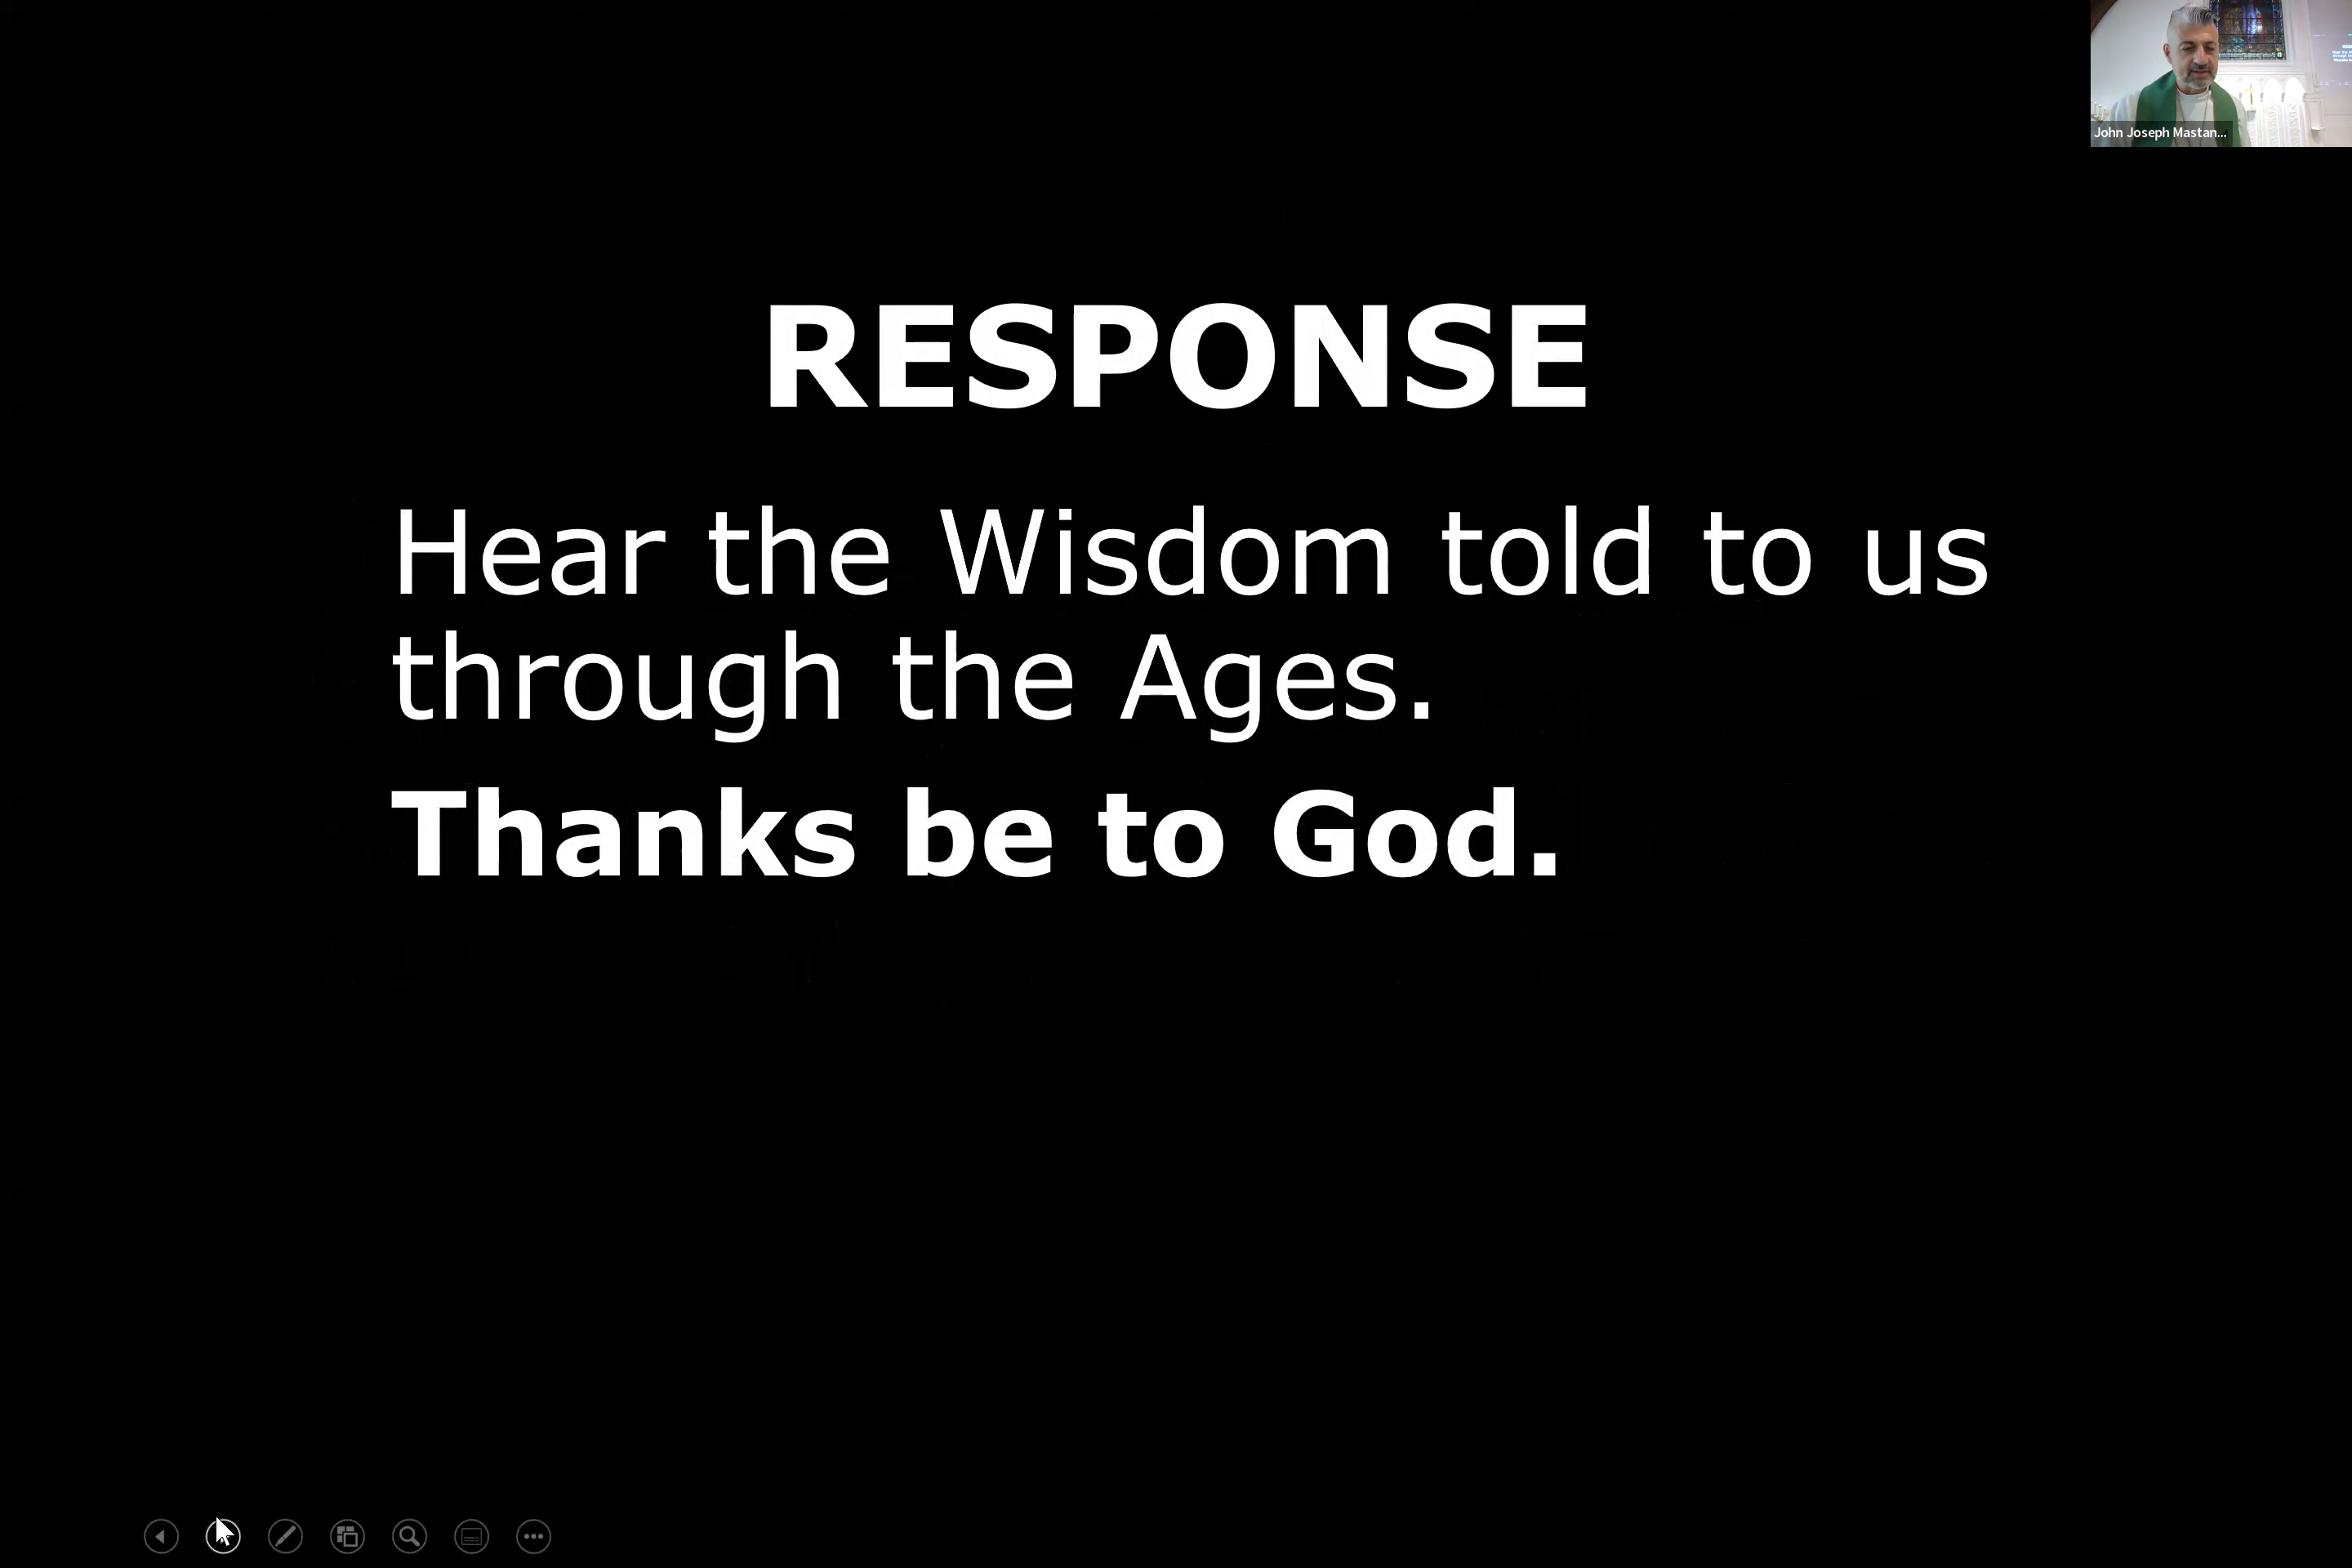 John Joseph Mastan...
RESPONSE
Hear the Wisdom told to us
through the Ages.
Thanks be to God.